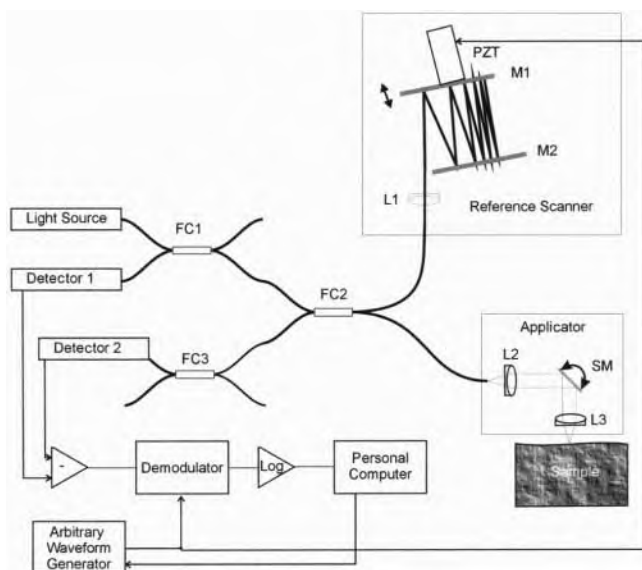 PZT
M1
M2
L1
Reference Scanner
Light Source
FC1
Detector 1
FC2
Detector 2
FC3
Applicator
L2
SM
L3
Sample
-
Demodulator
Log
Personal
Computer
Arbitrary
Waveform
Generator